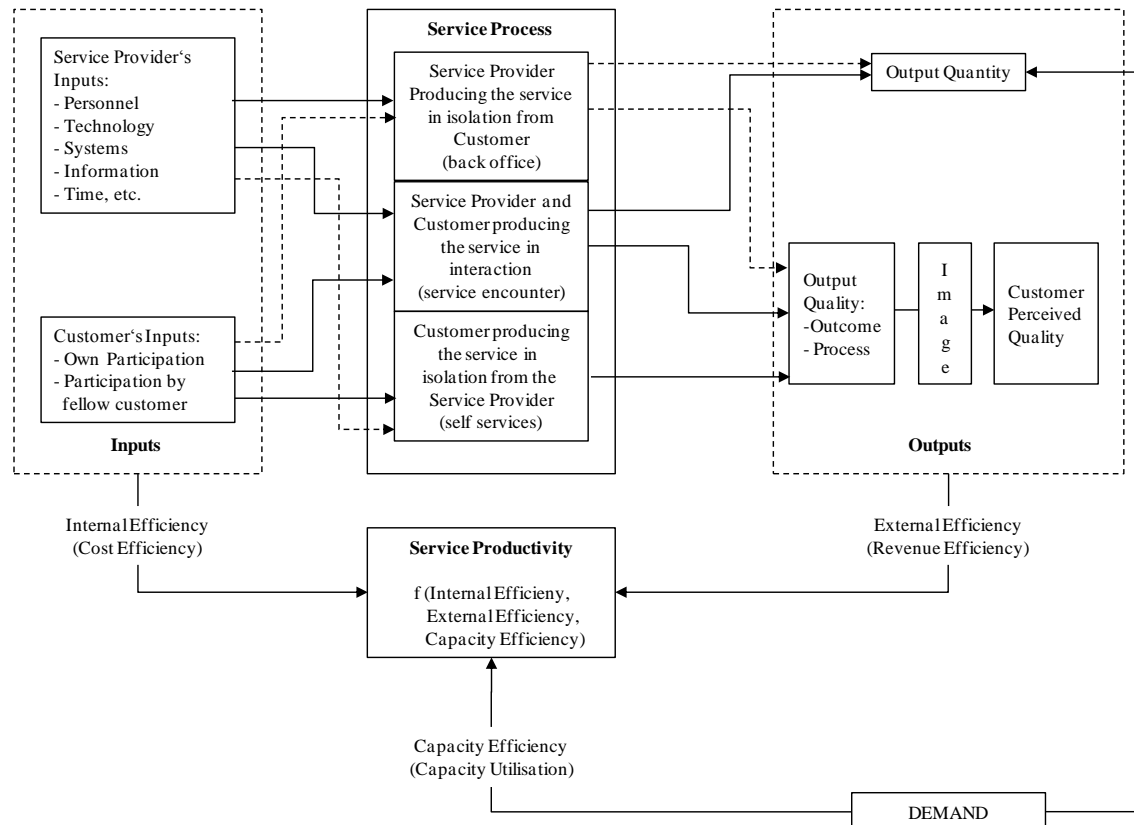 Service Provider‘s
Inputs:
- Personnel
- Technology
- Systems
- Information
- Time, etc.
Customer‘s Inputs:
- Own Participation
- Participation by
fellow customer
Inputs
Service Process
Service Provider
Producing the service
in isolation from
Customer
(back office)
Service Provider and
Customer producing
the service in
interaction
(service encounter)
Customer producing
the service in
isolation from the
Service Provider
(self services)
Output Quantity
Output
Quality:
-Outcome
- Process
I
m
a
g
e
Customer
Perceived
Quality
Outputs
Internal Efficiency
(Cost Efficiency)
Service Productivity
f (Internal Efficieny,
External Efficiency,
Capacity Efficiency)
External Efficiency
(Revenue Efficiency)
Capacity Efficiency
(Capacity Utilisation)
DEMAND